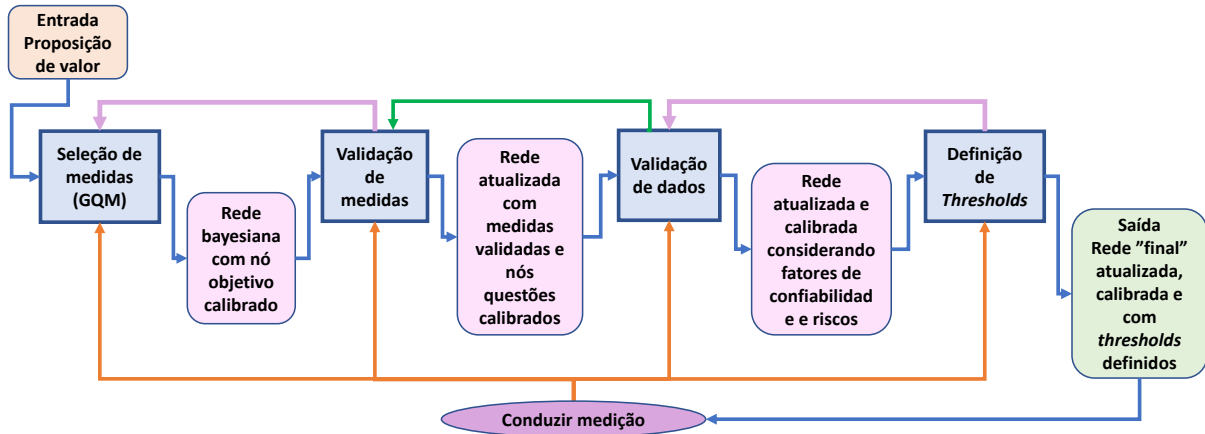 Entrada
Proposição
de valor
Seleção de
medidas
(GQM)
Rede
bayesiana
com nó
objetivo
calibrado
Validação
de
medidas
Rede
atualizada
com
medidas
validadas e
nós
questões
calibrados
Validação
de dados
Rede
atualizada e
calibrada
considerando
fatores de
confiabilidad
e e riscos
Definição
de
Thresholds
Saída
Rede ”final”
atualizada,
calibrada e
com
thresholds
definidos
Conduzir medição